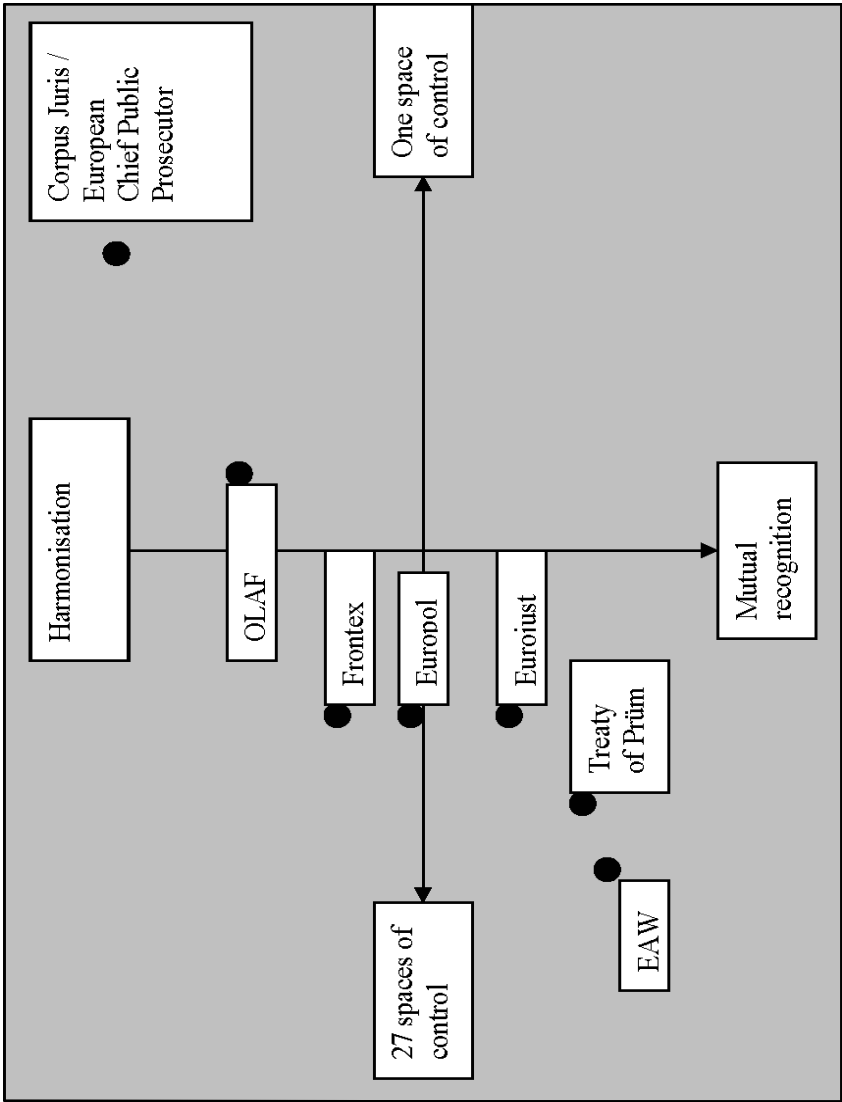 Harmonisation
Corpus Juris /
European
Chief Public
Prosecutor
OLAF
Frontex
27 spaces of
control
Europol
One space
of control
Eurojust
Treaty
of Prüm
EAW
Mutual
recognition